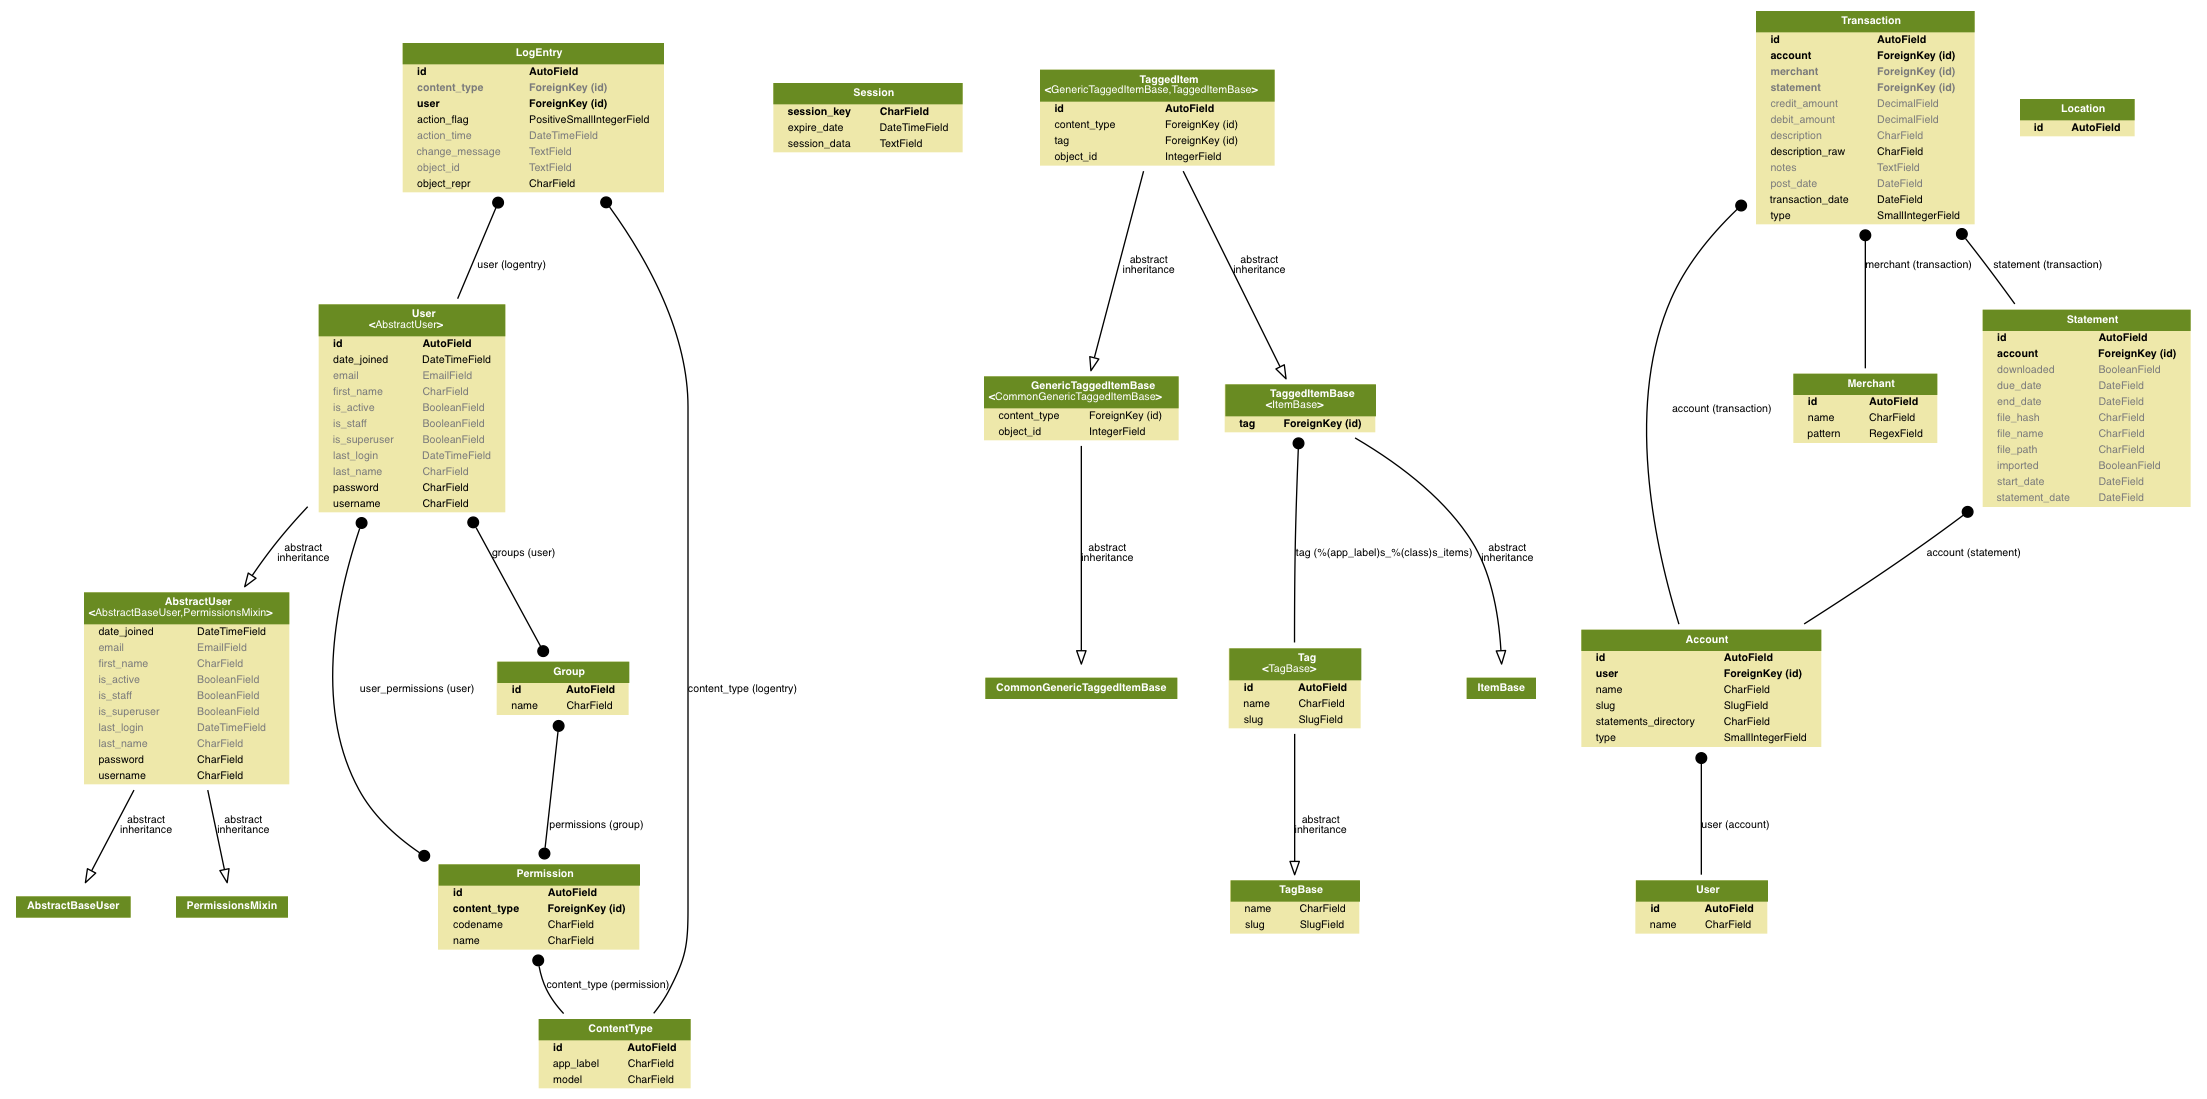 LogEntry
id AutoField
content_type ForeignKey (id)
user ForeignKey (id)
action_flag PositiveSmallIntegerField
action_time DateTimeField
change_message TextField
object_id TextField
object_repr CharField
user (logentry)
User
<AbstractUser>
id AutoField
date_joined DateTimeField
email EmailField
first_name CharField
is_active BooleanField
is_staff BooleanField
is_superuser BooleanField
last_login DateTimeField
last_name CharField
password CharField
username CharField
abstract
inheritance
groups (user)
AbstractUser
<AbstractBaseUser,PermissionsMixin>
date_joined DateTimeField
email EmailField
first_name CharField
is_active BooleanField
is_staff BooleanField
is_superuser BooleanField
last_login DateTimeField
last_name CharField
password CharField
username CharField
user_permissions (user)
Group
id AutoField
name CharField
content_type (logentry)
abstract
inheritance
abstract
inheritance
permissions (group)
AbstractBaseUser
PermissionsMixin
Permission
id AutoField
content_type ForeignKey (id)
codename CharField
name CharField
content_type (permission)
ContentType
id AutoField
app_label CharField
model CharField
Session
session_key CharField
expire_date DateTimeField
session_data TextField
TaggedItem
<GenericTaggedItemBase,TaggedItemBase>
id AutoField
content_type ForeignKey (id)
tag ForeignKey (id)
object_id IntegerField
abstract
inheritance
abstract
inheritance
GenericTaggedItemBase
<CommonGenericTaggedItemBase>
content_type ForeignKey (id)
object_id IntegerField
TaggedItemBase
<ItemBase>
tag ForeignKey (id)
abstract
inheritance
tag (%(app_label)s_%(class)s_items)
abstract
inheritance
CommonGenericTaggedItemBase
Tag
<TagBase>
id AutoField
name CharField
slug SlugField
ItemBase
abstract
inheritance
TagBase
name CharField
slug SlugField
Transaction
id AutoField
account ForeignKey (id)
merchant ForeignKey (id)
statement ForeignKey (id)
credit_amount DecimalField
debit_amount DecimalField
description CharField
description_raw CharField
notes TextField
post_date DateField
transaction_date DateField
type SmallIntegerField
Location
id AutoField
merchant (transaction)
statement (transaction)
account (transaction)
Merchant
id AutoField
name CharField
pattern RegexField
Statement
id AutoField
account ForeignKey (id)
downloaded BooleanField
due_date DateField
end_date DateField
file_hash CharField
file_name CharField
file_path CharField
imported BooleanField
start_date DateField
statement_date DateField
account (statement)
Account
id AutoField
user ForeignKey (id)
name CharField
slug SlugField
statements_directory CharField
type SmallIntegerField
user (account)
User
id AutoField
name CharField